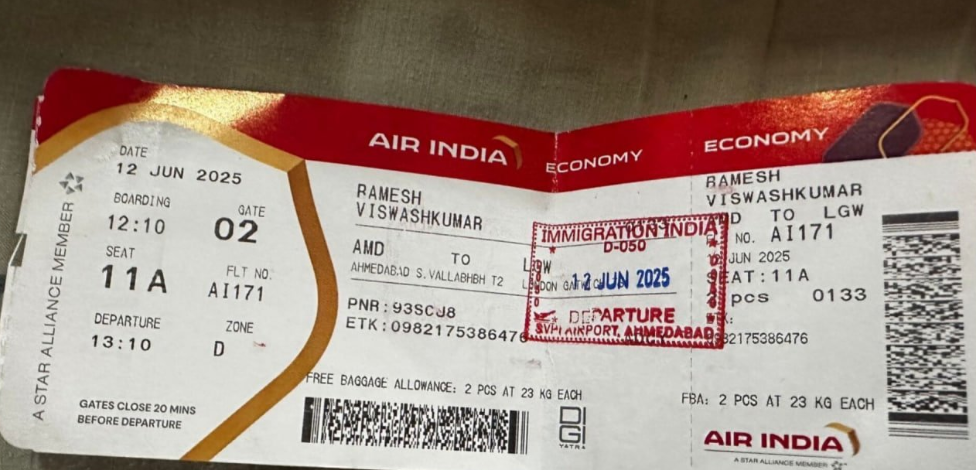 A STAR ALLIANCE MEMBER
DATE
12 JUN 2025
BOARDING
12:10
GATE
02
SEAT
11A
FLT NO.
AI171
DEPARTURE
13:10
ZONE
D
GATES CLOSE 20 MINS
BEFORE DEPARTURE
AIR INDIA
ECONOMY
RAMESH
VISWASHKUMAR
AMD TO LGW
AHMEDABAD S.VALLABHBH T2
PNR:93SCJ8
ETK:0982175386476
FREE BAGGAGE ALLOWANCE: 2 PCS AT 23 KG EACH
DIGI
YATRA
IMMIGRATION INDIA
D-050
12 JUN 2025
DEPARTURE
SVPI AIRPORT, AHMEDABAD
ECONOMY
RAMESH
VISWASHKUMAR
TO LGW
NO. AI171
JUN 2025
SEAT:11A
pcs 0133
82175386476
FBA: 2 PCS AT 23 KG EACH
AIR INDIA
A STAR ALLIANCE MEMBER